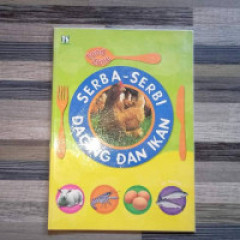 SERBA-SERBI
DAGING DAN IKAN